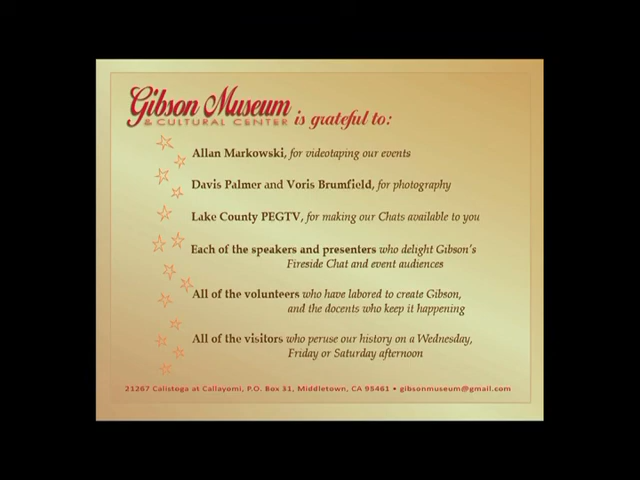 Gibson Museum
& CULTURAL CENTER is grateful to:
Allan Markowski, for videotaping our events
Davis Palmer and Voris Brumfield, for photography
Lake County PEGTV, for making our Chats available to you
Each of the speakers and presenters who delight Gibson's
Fireside Chat and event audiences
All of the volunteers who have labored to create Gibson,
and the docents who keep it happening
All of the visitors who peruse our history on a Wednesday,
Friday or Saturday afternoon
21267 Calistoga at Callayomi, P.O. Box 31, Middletown, CA 95461 • gibsonmuseum@gmail.com